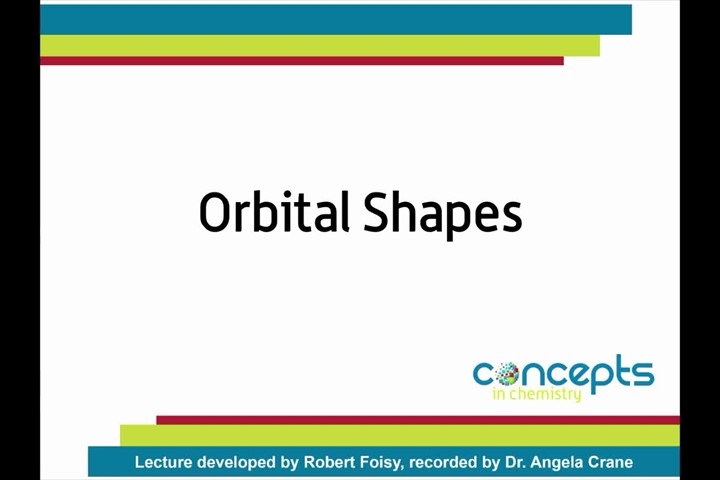 Orbital Shapes
concepts
in chemistry
Lecture developed by Robert Foisy, recorded by Dr. Angela Crane